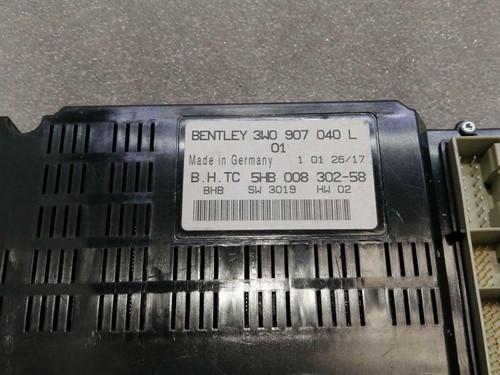 BENTLEY 3W0 907 040 L
01
Made in Germany 1 01 26/17
B.H.TC 5HB 008 302-58
BHB SW 3019 HW 02